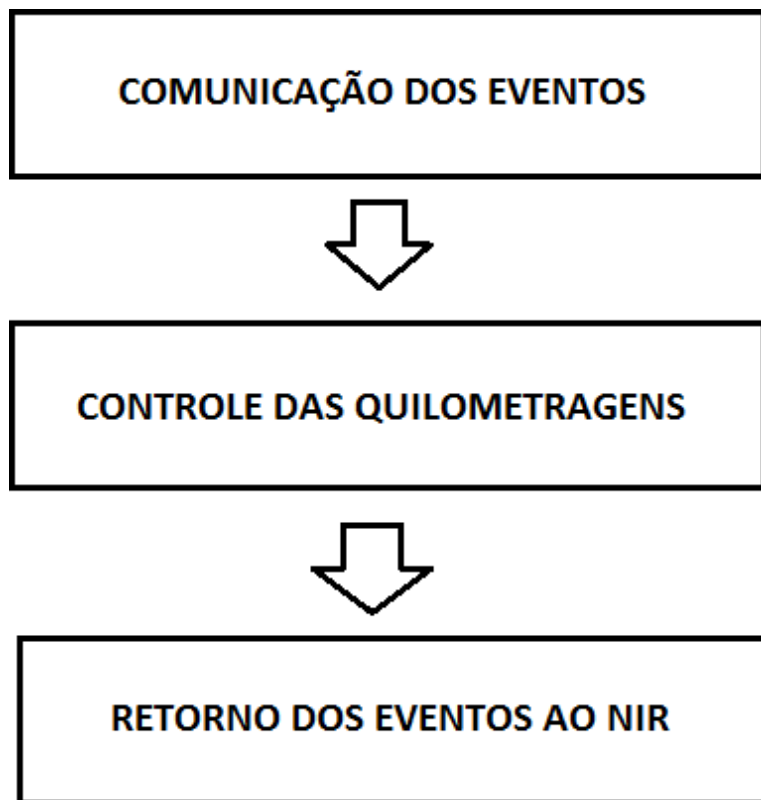 COMUNICAÇÃO DOS EVENTOS
CONTROLE DAS QUILOMETRAGENS
RETORNO DOS EVENTOS AO NIR